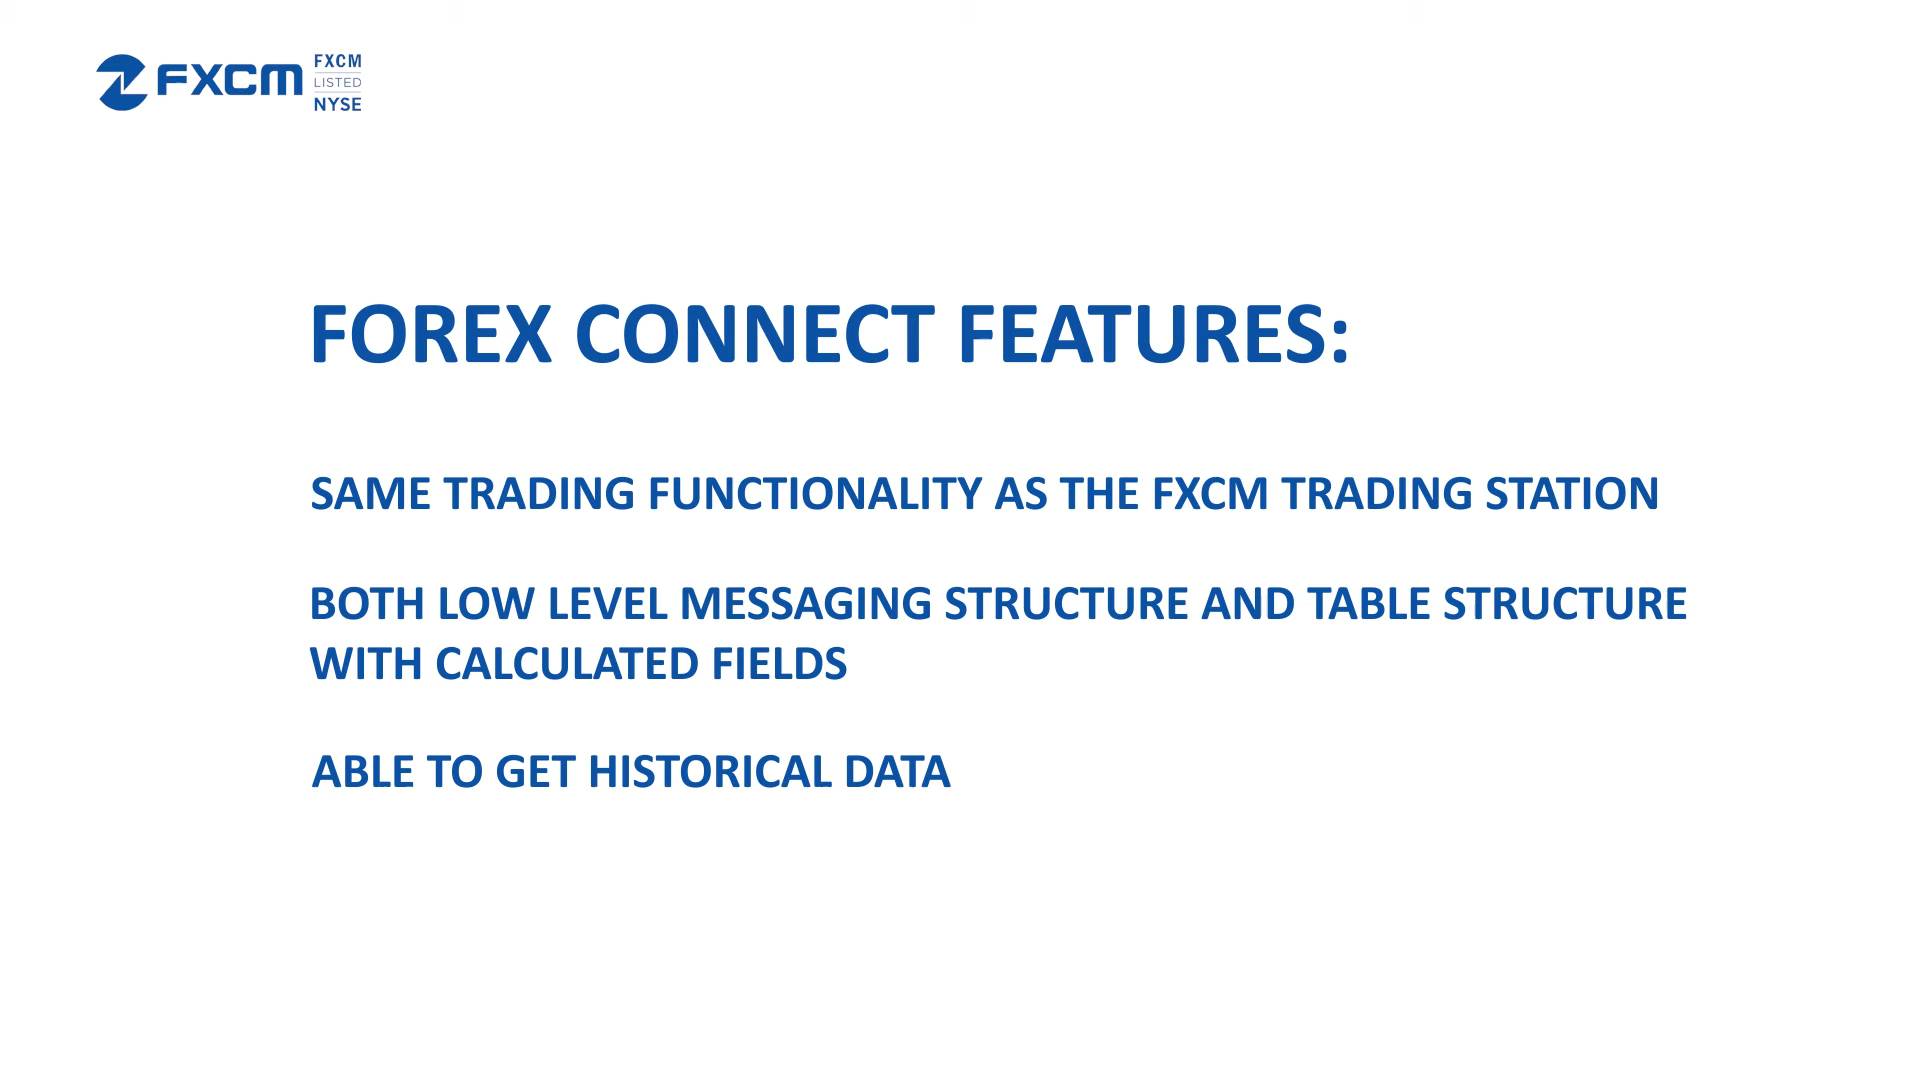 FXCM
FXCM
LISTED
NYSE
FOREX CONNECT FEATURES:
SAME TRADING FUNCTIONALITY AS THE FXCM TRADING STATION
BOTH LOW LEVEL MESSAGING STRUCTURE AND TABLE STRUCTURE
WITH CALCULATED FIELDS
ABLE TO GET HISTORICAL DATA